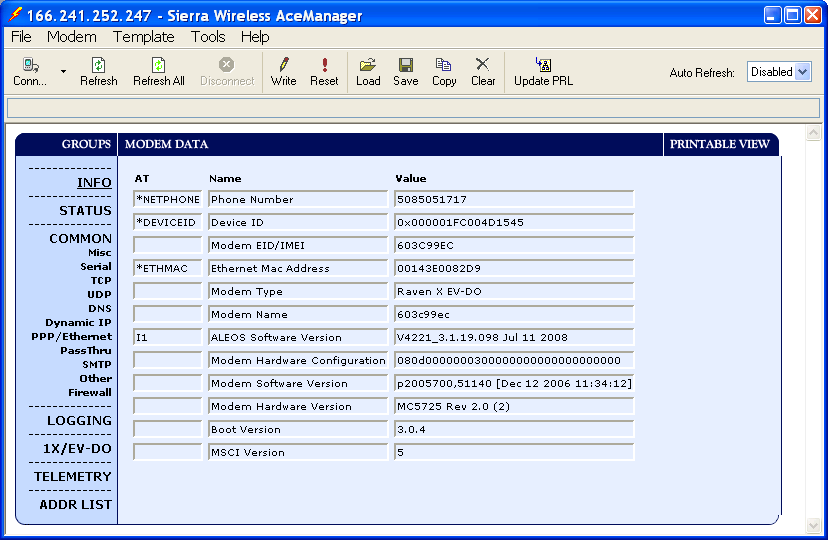 166.241.252.247 - Sierra Wireless AceManager
File Modem Template Tools Help
Conn... Refresh Refresh All Disconnect Write Reset Load Save Copy Clear Update PRL Auto Refresh: Disabled
GROUPS MODEM DATA PRINTABLE VIEW
INFO
STATUS
COMMON
Misc
Serial
TCP
UDP
DNS
Dynamic IP
PPP/Ethernet
PassThru
SMTP
Other
Firewall
LOGGING
1X/EV-DO
TELEMETRY
ADDR LIST
AT Name Value
*NETPHONE Phone Number 5085051717
*DEVICEID Device ID 0x000001FC004D1545
Modem EID/IMEI 603C99EC
*ETHMAC Ethernet Mac Address 00143E0082D9
Modem Type Raven X EV-DO
Modem Name 603c99ec
I1 ALEOS Software Version V4221_3.1.19.098 Jul 11 2008
Modem Hardware Configuration 080d0000000300000000000000000000
Modem Software Version p2005700,51140 [Dec 12 2006 11:34:12]
Modem Hardware Version MC5725 Rev 2.0 (2)
Boot Version 3.0.4
MSCI Version 5